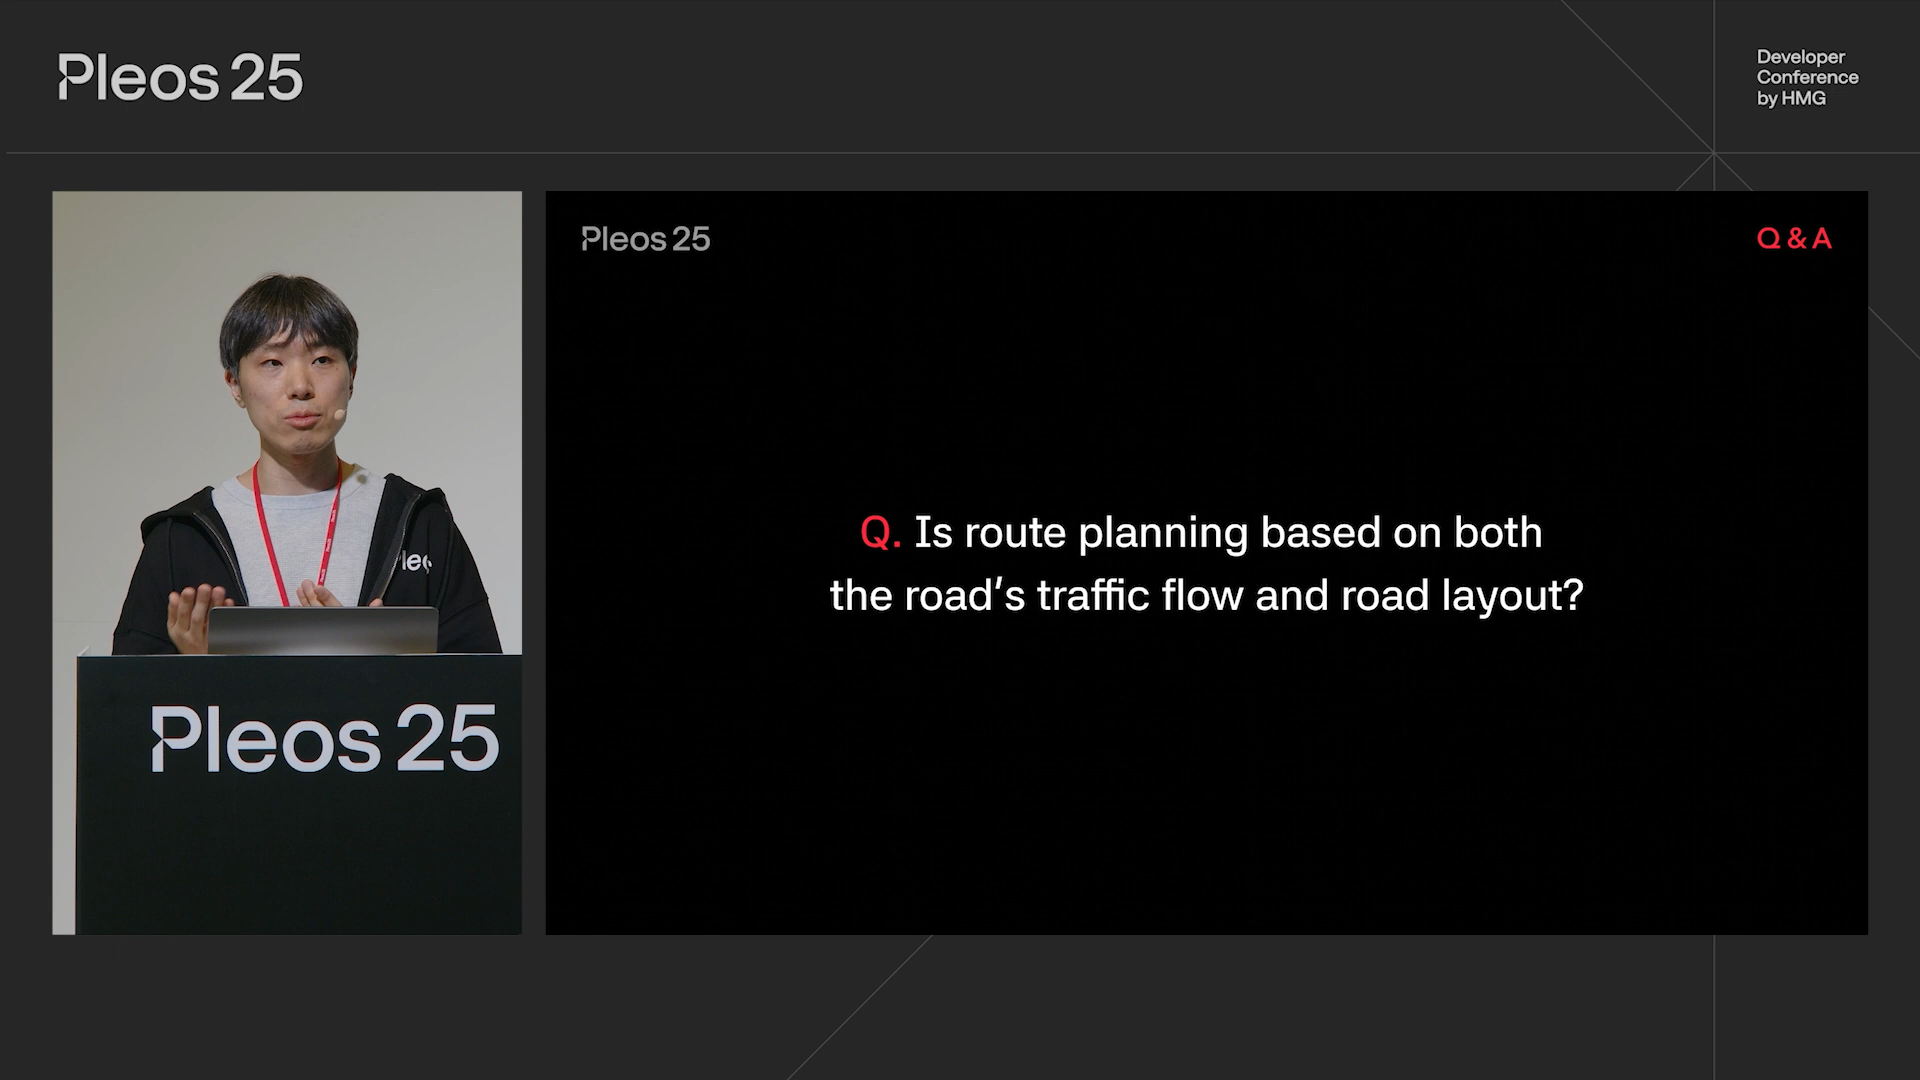 Pleos 25
Developer
Conference
by HMG
Pleos 25
Q & A
Q. Is route planning based on both
the road's traffic flow and road layout?
Pleos 25